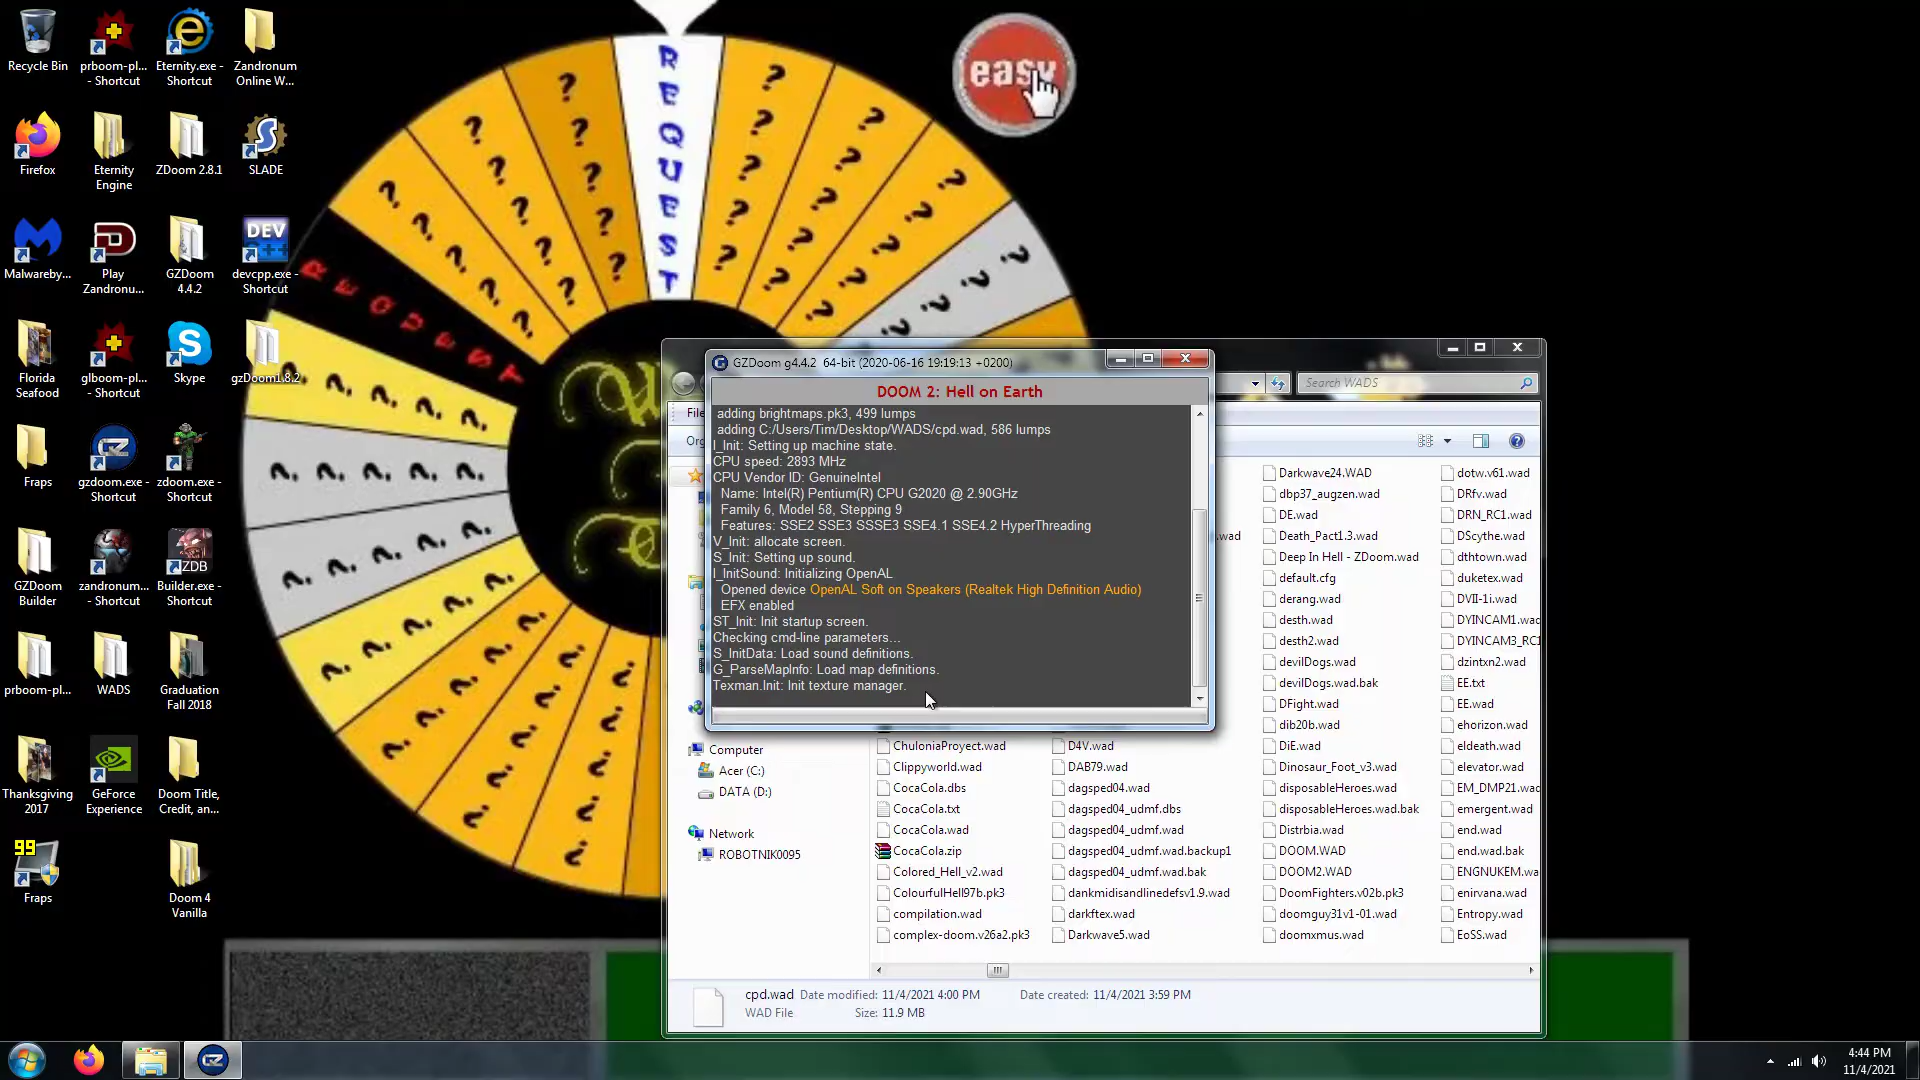 Recycle Bin
prboom-pl...
- Shortcut
Eternity.exe -
Shortcut
Zandronum
Online W...
Firefox
Eternity
Engine
ZDoom 2.8.1
SLADE
Malwareby...
Play
Zandronu...
GZDoom
4.4.2
DEV
C++
devcpp.exe -
Shortcut
Florida
Seafood
glboom-pl...
- Shortcut
Skype
gzDoom1.8.2
Fraps
gzdoom.exe -
Shortcut
zdoom.exe -
Shortcut
GZDoom
Builder
zandronum...
- Shortcut
ZDB
Builder.exe -
Shortcut
prboom-pl...
WADS
Graduation
Fall 2018
Thanksgiving
2017
GeForce
Experience
Doom Title,
Credit, an...
99
Fraps
Doom 4
Vanilla
REQUEST
REQUEST
easy
GZDoom g4.4.2 64-bit (2020-06-16 19:19:13 +0200)
DOOM 2: Hell on Earth
adding brightmaps.pk3, 499 lumps
adding C:/Users/Tim/Desktop/WADS/cpd.wad, 586 lumps
I_Init: Setting up machine state.
CPU speed: 2893 MHz
CPU Vendor ID: GenuineIntel
Name: Intel(R) Pentium(R) CPU G2020 @ 2.90GHz
Family 6, Model 58, Stepping 9
Features: SSE2 SSE3 SSSE3 SSE4.1 SSE4.2 HyperThreading
V_Init: allocate screen.
S_Init: Setting up sound.
I_InitSound: Initializing OpenAL
Opened device OpenAL Soft on Speakers (Realtek High Definition Audio)
EFX enabled
ST_Init: Init startup screen.
Checking cmd-line parameters...
S_InitData: Load sound definitions.
G_ParseMapInfo: Load map definitions.
Texman.Init: Init texture manager.
Search WADS
Computer
Acer (C:)
DATA (D:)
Network
ROBOTNIK0095
ChuloniaProject.wad
Clippyworld.wad
CocaCola.dbs
CocaCola.txt
CocaCola.wad
CocaCola.zip
Colored_Hell_v2.wad
ColourfulHell97b.pk3
compilation.wad
complex-doom.v26a2.pk3
D4V.wad
DAB79.wad
dagsped04.wad
dagsped04_udmf.dbs
dagsped04_udmf.wad
dagsped04_udmf.wad.backup1
dagsped04_udmf.wad.bak
dankmidisandlinedefsv1.9.wad
darkftex.wad
Darkwave5.wad
Darkwave24.WAD
dbp37_augzen.wad
DE.wad
Death_Pact1.3.wad
Deep In Hell - ZDoom.wad
default.cfg
derang.wad
desth.wad
desth2.wad
devilDogs.wad
devilDogs.wad.bak
DFight.wad
dib20b.wad
DiE.wad
Dinosaur_Foot_v3.wad
disposableHeroes.wad
disposableHeroes.wad.bak
Distrbia.wad
DOOM.WAD
DOOM2.WAD
DoomFighters.v02b.pk3
doomguy31v1-01.wad
doomxmus.wad
dotw.v61.wad
DRfv.wad
DRN_RC1.wad
DScythe.wad
dthtown.wad
duketex.wad
DVII-1i.wad
DYINCAM1.wad
DYINCAM3_RC1
dzintxn2.wad
EE.txt
EE.wad
ehorizon.wad
eldeath.wad
elevator.wad
EM_DMP21.wad
emergent.wad
end.wad
end.wad.bak
ENGNUKEM.wa
enirvana.wad
Entropy.wad
EoSS.wad
cpd.wad Date modified: 11/4/2021 4:00 PM Date created: 11/4/2021 3:59 PM
WAD File Size: 11.9 MB
4:44 PM
11/4/2021